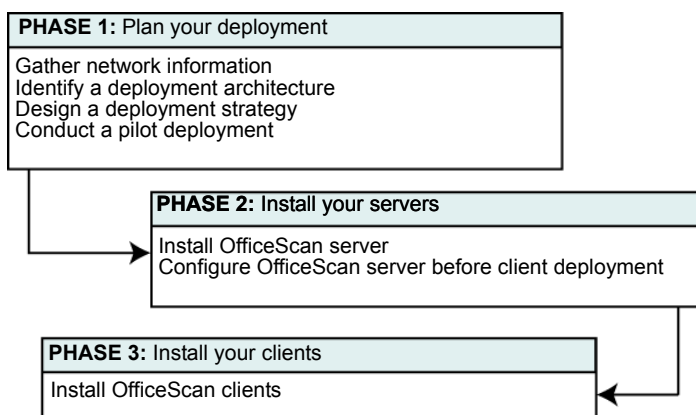 PHASE 1: Plan your deployment
Gather network information
Identify a deployment architecture
Design a deployment strategy
Conduct a pilot deployment
PHASE 2: Install your servers
Install OfficeScan server
Configure OfficeScan server before client deployment
PHASE 3: Install your clients
Install OfficeScan clients